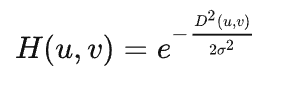 H(u, v) = e^{-\frac{D^2(u,v)}{2\sigma^2}}